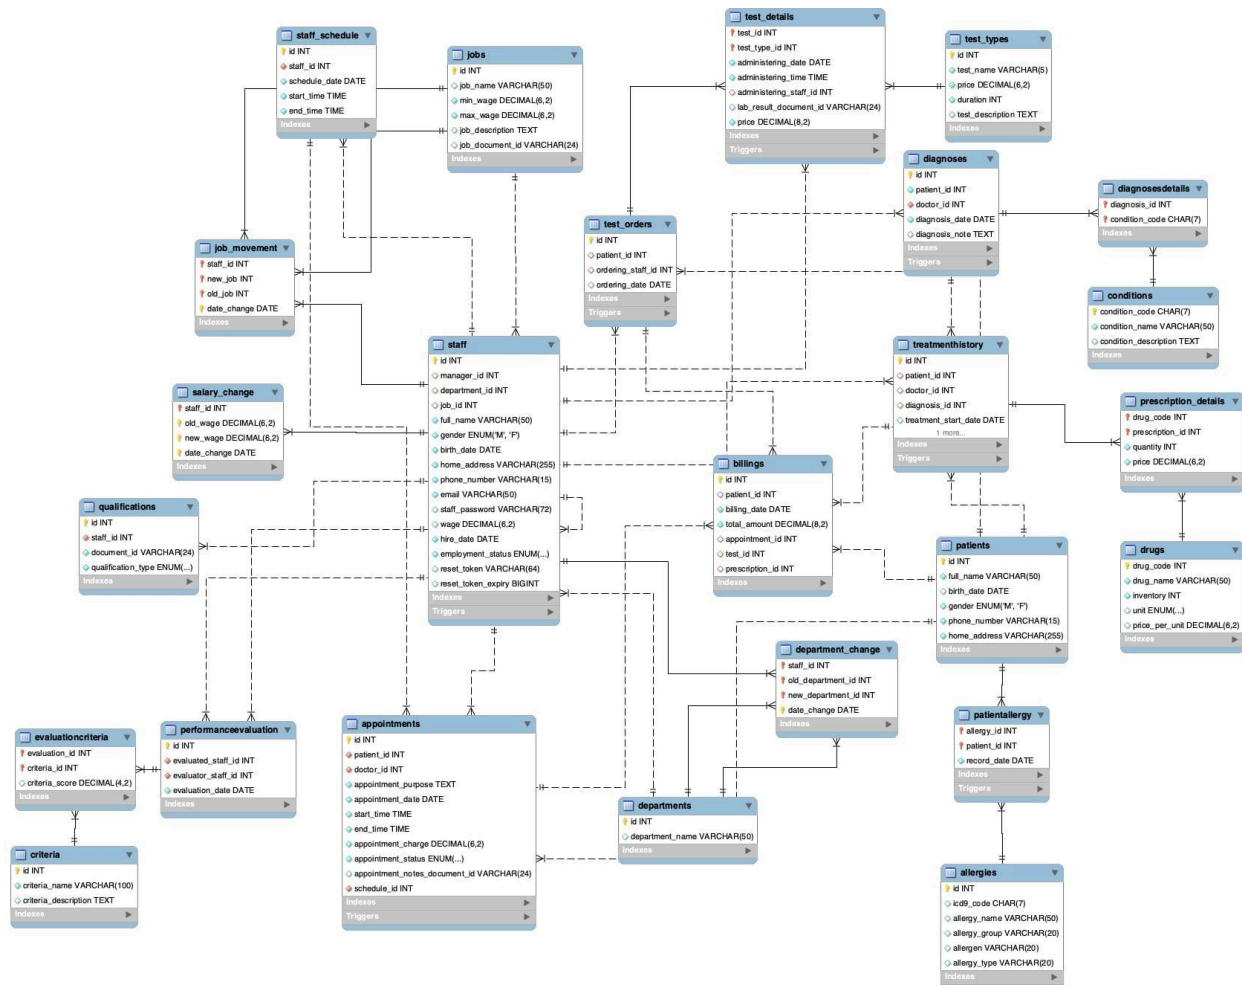 staff_schedule
id INT
staff_id INT
schedule_date DATE
start_time TIME
end_time TIME
Indexes
jobs
id INT
job_name VARCHAR(50)
min_wage DECIMAL(6,2)
max_wage DECIMAL(6,2)
job_description TEXT
job_document_id VARCHAR(24)
Indexes
test_details
test_id INT
test_type_id INT
administering_date DATE
administering_time TIME
administering_staff_id INT
lab_result_document_id VARCHAR(24)
price DECIMAL(8,2)
Indexes
Triggers
test_types
id INT
test_name VARCHAR(5)
price DECIMAL(6,2)
duration INT
test_description TEXT
Indexes
diagnoses
id INT
patient_id INT
doctor_id INT
diagnosis_date DATE
diagnosis_note TEXT
Indexes
Triggers
diagnosesdetails
diagnosis_id INT
condition_code CHAR(7)
Indexes
job_movement
staff_id INT
new_job INT
old_job INT
date_change DATE
Indexes
test_orders
id INT
patient_id INT
ordering_staff_id INT
ordering_date DATE
Indexes
Triggers
conditions
condition_code CHAR(7)
condition_name VARCHAR(50)
condition_description TEXT
Indexes
staff
id INT
manager_id INT
department_id INT
job_id INT
full_name VARCHAR(50)
gender ENUM('M', 'F')
birth_date DATE
home_address VARCHAR(255)
phone_number VARCHAR(15)
email VARCHAR(50)
staff_password VARCHAR(72)
wage DECIMAL(6,2)
hire_date DATE
employment_status ENUM(...)
reset_token VARCHAR(64)
reset_token_expiry BIGINT
Indexes
Triggers
treatmenthistory
id INT
patient_id INT
doctor_id INT
diagnosis_id INT
treatment_start_date DATE
1 more...
Indexes
Triggers
salary_change
staff_id INT
old_wage DECIMAL(6,2)
new_wage DECIMAL(6,2)
date_change DATE
Indexes
prescription_details
drug_code INT
prescription_id INT
quantity INT
price DECIMAL(6,2)
Indexes
billings
id INT
patient_id INT
billing_date DATE
total_amount DECIMAL(8,2)
appointment_id INT
test_id INT
prescription_id INT
Indexes
qualifications
id INT
staff_id INT
document_id VARCHAR(24)
qualification_type ENUM(...)
Indexes
patients
id INT
full_name VARCHAR(50)
birth_date DATE
gender ENUM('M', 'F')
phone_number VARCHAR(15)
home_address VARCHAR(255)
Indexes
drugs
drug_code INT
drug_name VARCHAR(50)
inventory INT
unit ENUM(...)
price_per_unit DECIMAL(6,2)
Indexes
department_change
staff_id INT
old_department_id INT
new_department_id INT
date_change DATE
Indexes
evaluationcriteria
evaluation_id INT
criteria_id INT
criteria_score DECIMAL(4,2)
Indexes
performanceevaluation
id INT
evaluated_staff_id INT
evaluator_staff_id INT
evaluation_date DATE
Indexes
appointments
id INT
patient_id INT
doctor_id INT
appointment_purpose TEXT
appointment_date DATE
start_time TIME
end_time TIME
appointment_charge DECIMAL(6,2)
appointment_status ENUM(...)
appointment_notes_document_id VARCHAR(24)
schedule_id INT
Indexes
Triggers
patientallergy
allergy_id INT
patient_id INT
record_date DATE
Indexes
Triggers
departments
id INT
department_name VARCHAR(50)
Indexes
criteria
id INT
criteria_name VARCHAR(100)
criteria_description TEXT
Indexes
allergies
id INT
icd9_code CHAR(7)
allergy_name VARCHAR(50)
allergy_group VARCHAR(20)
allergen VARCHAR(20)
allergy_type VARCHAR(20)
Indexes